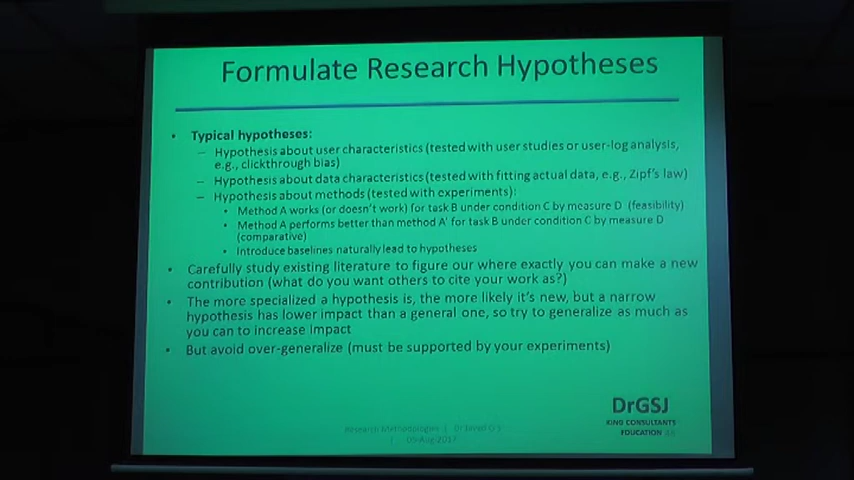 Formulate Research Hypotheses
• Typical hypotheses:
– Hypothesis about user characteristics (tested with user studies or user-log analysis,
e.g., clickthrough bias)
– Hypothesis about data characteristics (tested with fitting actual data, e.g., Zipf's law)
– Hypothesis about methods (tested with experiments):
• Method A works (or doesn't work) for task B under condition C by measure D (feasibility)
• Method A performs better than method A' for task B under condition C by measure D
(comparative)
• Introduce baselines naturally lead to hypotheses
• Carefully study existing literature to figure our where exactly you can make a new
contribution (what do you want others to cite your work as?)
• The more specialized a hypothesis is, the more likely it's new, but a narrow
hypothesis has lower impact than a general one, so try to generalize as much as
you can to increase impact
• But avoid over-generalize (must be supported by your experiments)
DrGSJ
KING CONSULTANTS
EDUCATION
Research Methodologies | Dr Javed G S
| 09-Aug-2017